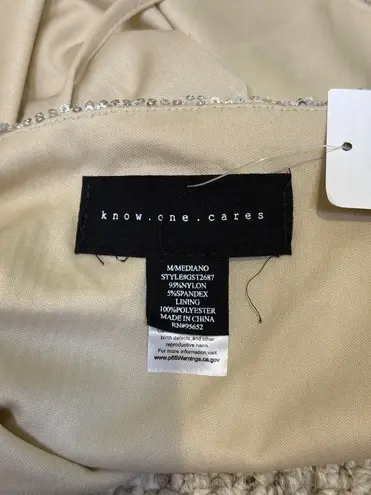 know.one.cares
M/MEDIANO
STYLE#GST2687
95%NYLON
5%SPANDEX
LINING
100%POLYESTER
MADE IN CHINA
RN#95652
birth defects and other
reproductive harm.
For more information,visit
www.p65Warnings.ca.gov